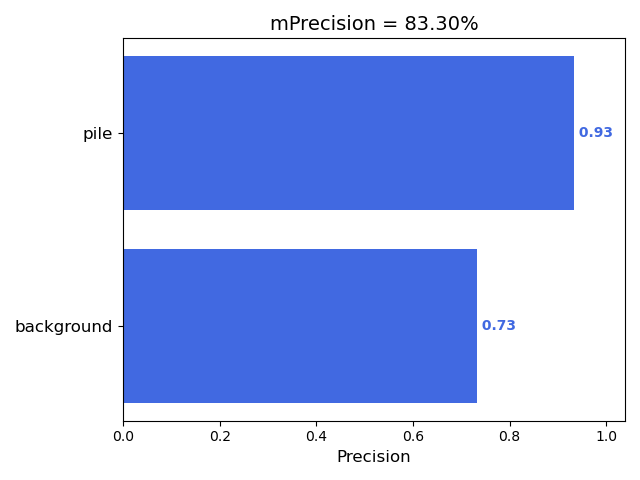 mPrecision = 83.30%
pile
0.93
background
0.73
0.0 0.2 0.4 0.6 0.8 1.0
Precision